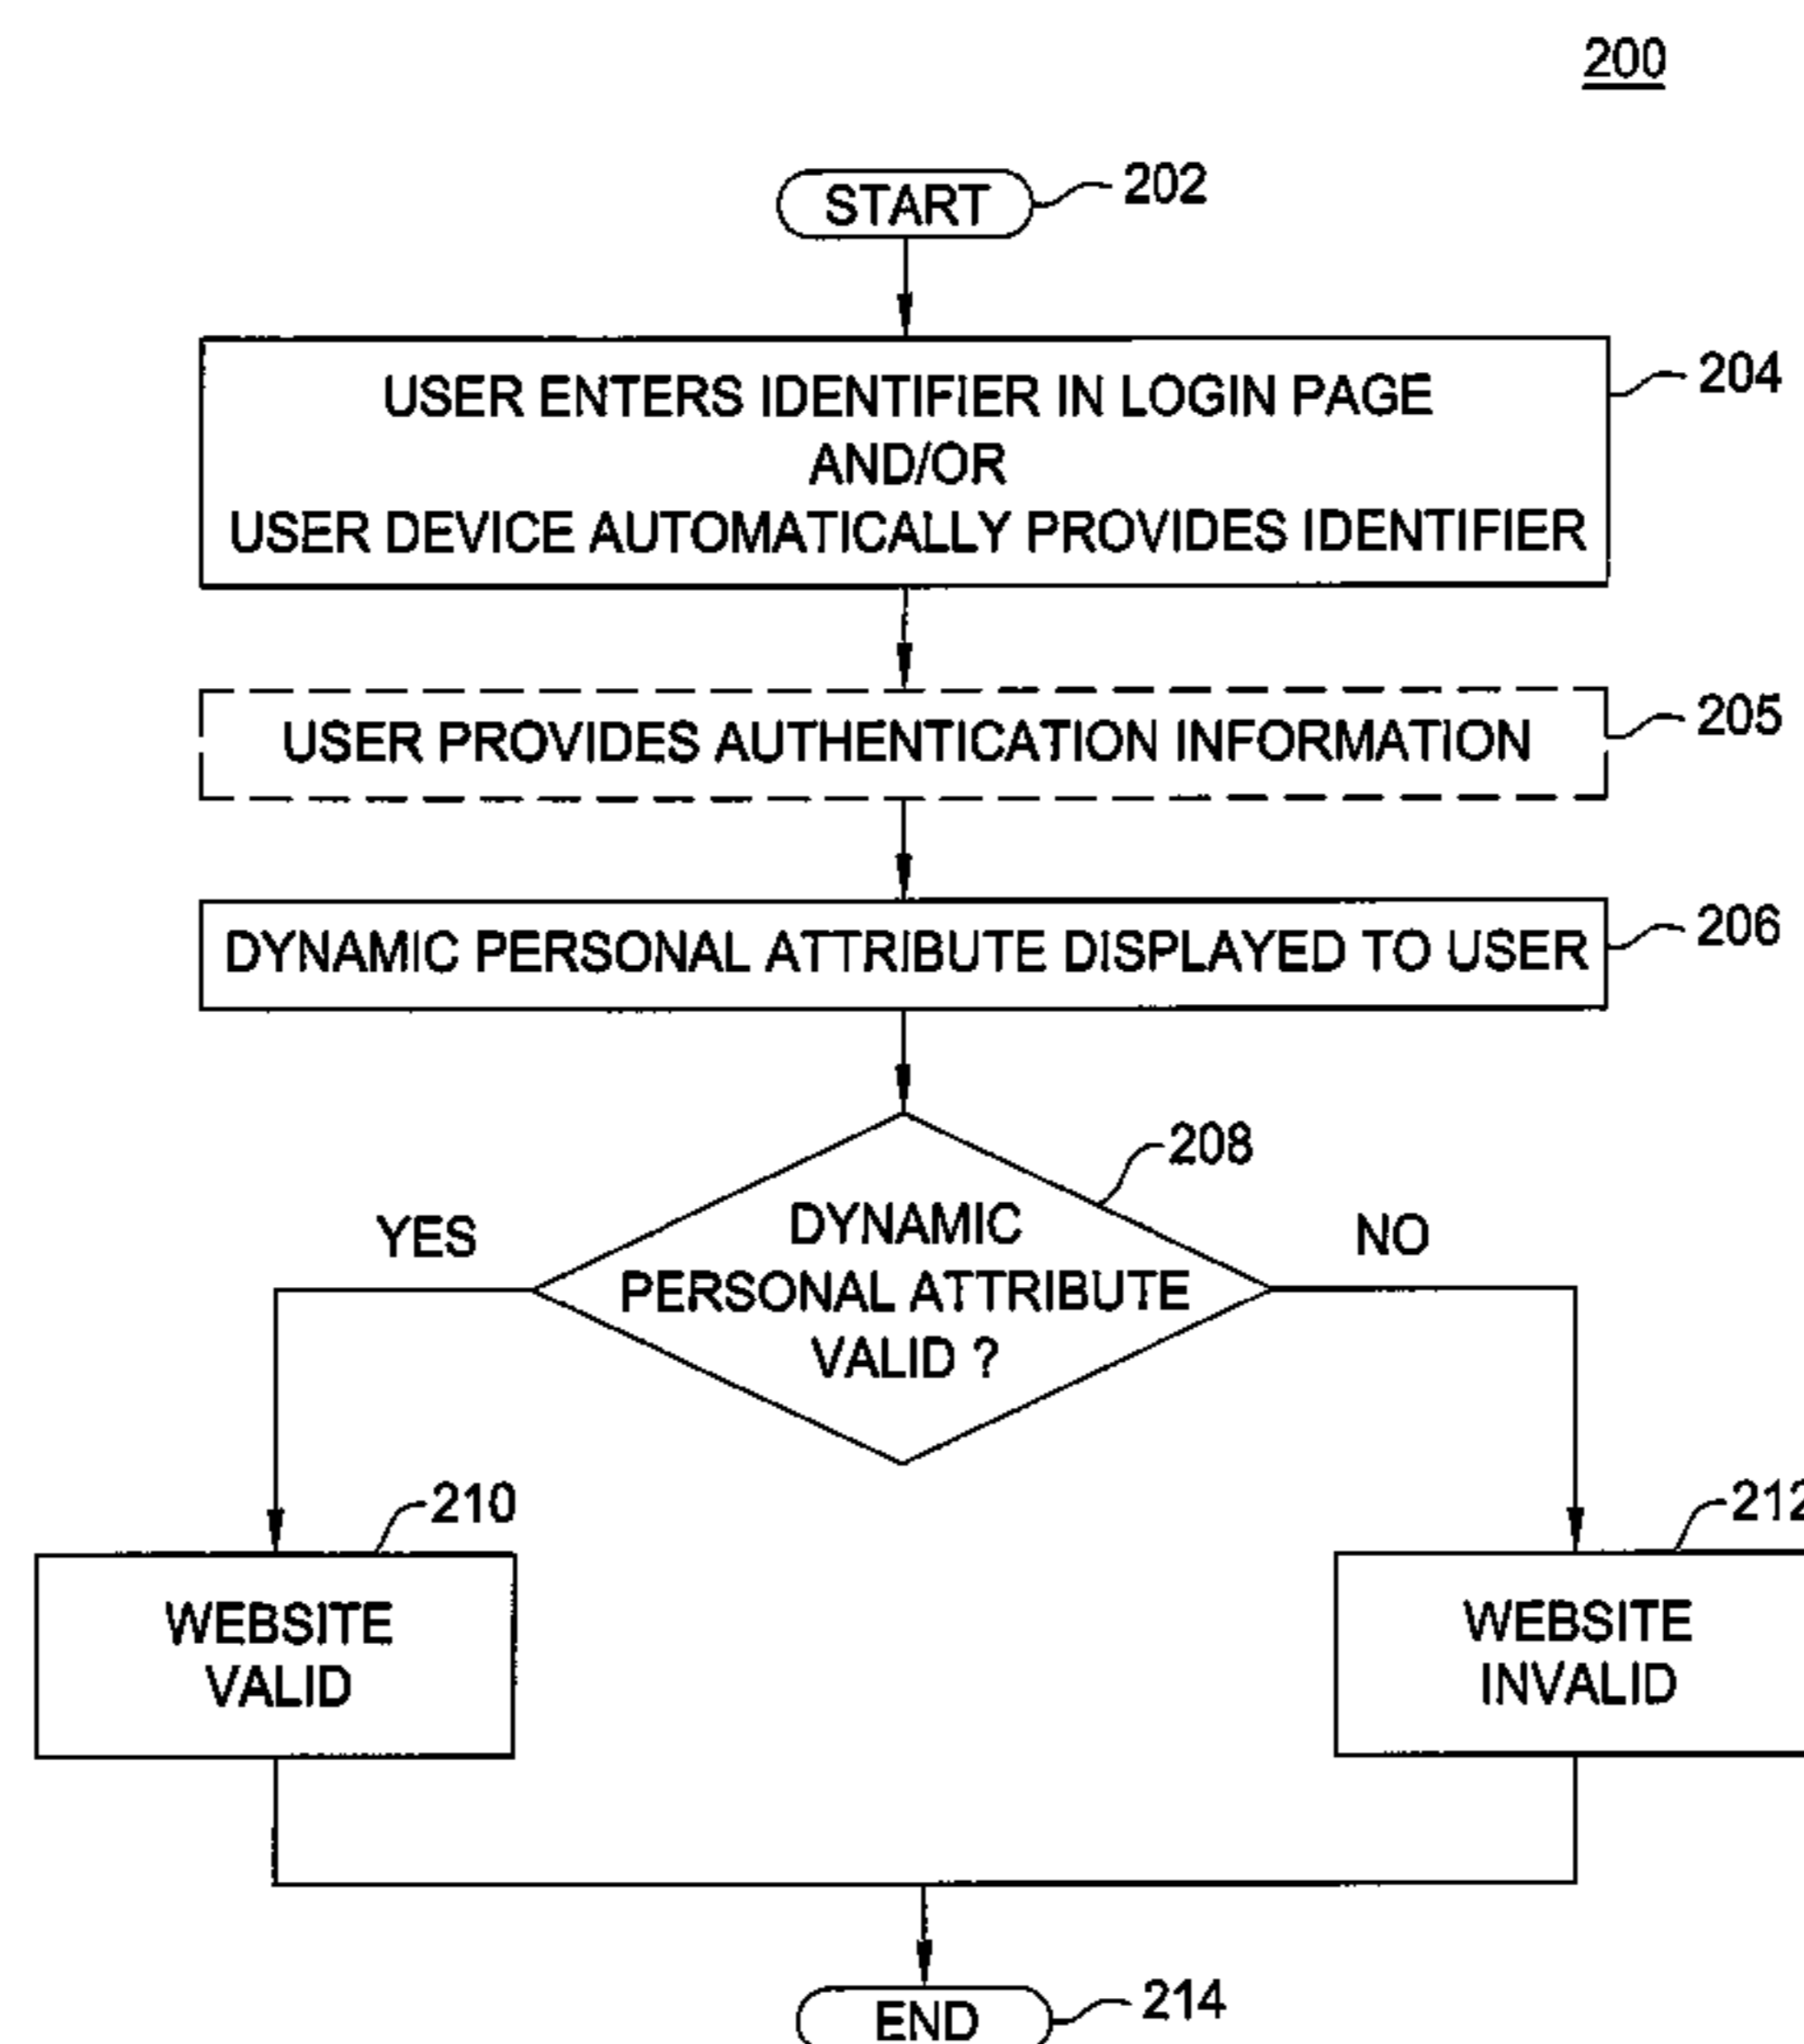 200
START
202
USER ENTERS IDENTIFIER IN LOGIN PAGE
AND/OR
USER DEVICE AUTOMATICALLY PROVIDES IDENTIFIER
204
USER PROVIDES AUTHENTICATION INFORMATION
205
DYNAMIC PERSONAL ATTRIBUTE DISPLAYED TO USER
206
208
YES
DYNAMIC
PERSONAL ATTRIBUTE
VALID ?
NO
210
WEBSITE
VALID
212
WEBSITE
INVALID
END
214